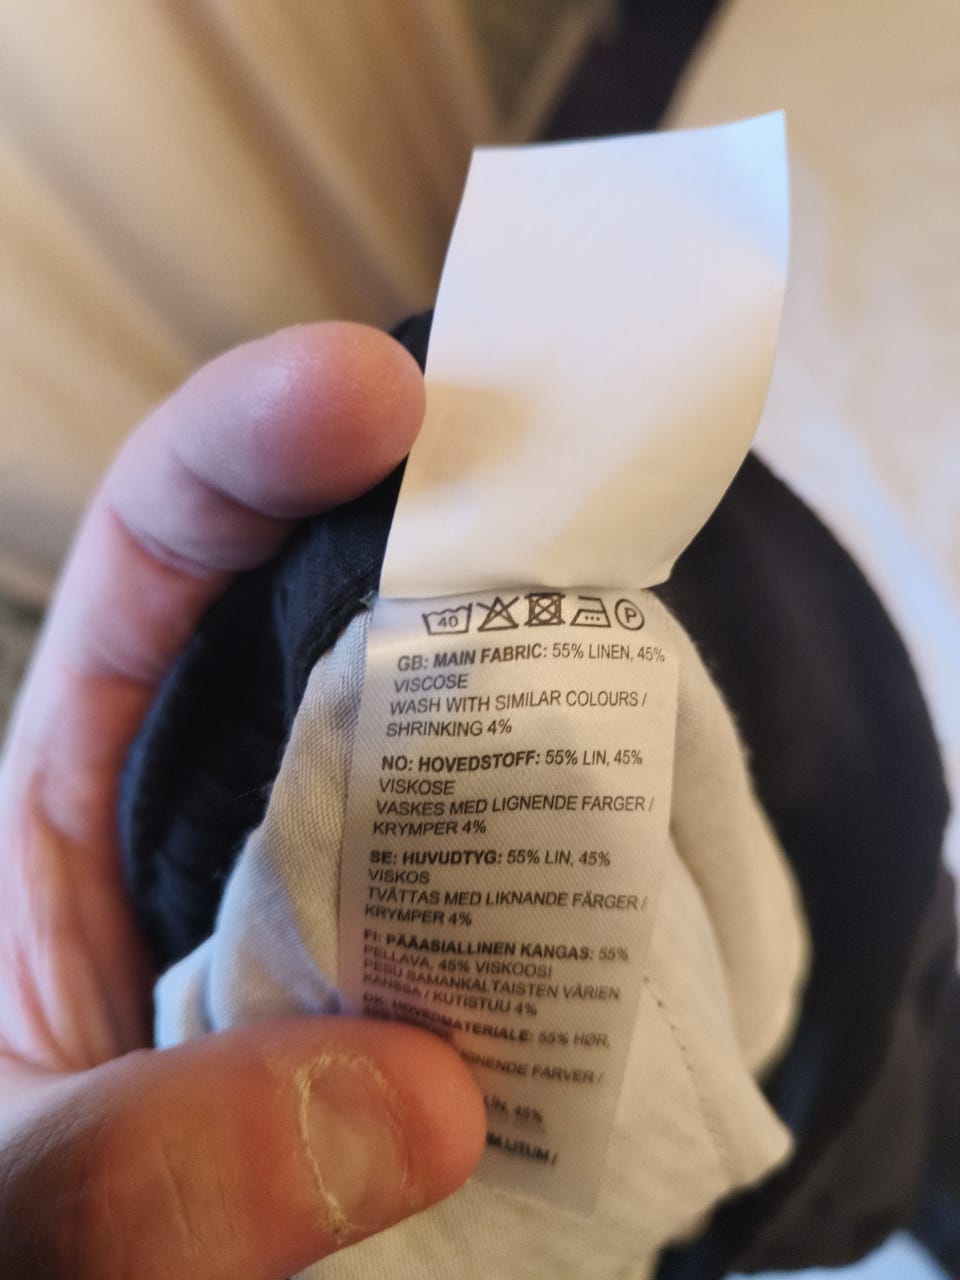 40 P
GB: MAIN FABRIC: 55% LINEN, 45%
VISCOSE
WASH WITH SIMILAR COLOURS /
SHRINKING 4%
NO: HOVEDSTOFF: 55% LIN, 45%
VISKOSE
VASKES MED LIGNENDE FARGER /
KRYMPER 4%
SE: HUVUDTYG: 55% LIN, 45%
VISKOS
TVÄTTAS MED LIKNANDE FÄRGER /
KRYMPER 4%
FI: PÄÄASIALLINEN KANGAS: 55%
PELLAVA, 45% VISKOOSI
PESU SAMANKALTAISTEN VÄRIEN
KANSSA / KUTISTUU 4%
DK: HOVEDMATERIALE: 55% HØR,
FARVER /
45%